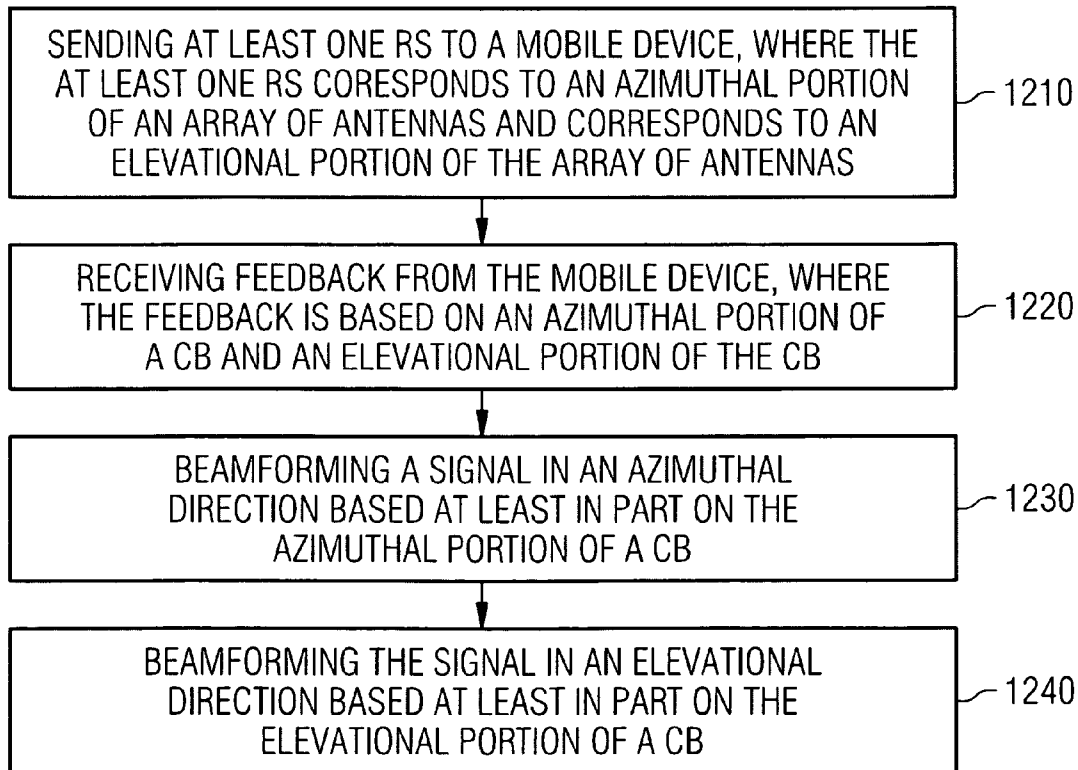 SENDING AT LEAST ONE RS TO A MOBILE DEVICE, WHERE THE
AT LEAST ONE RS CORESPONDS TO AN AZIMUTHAL PORTION
OF AN ARRAY OF ANTENNAS AND CORRESPONDS TO AN
ELEVATIONAL PORTION OF THE ARRAY OF ANTENNAS
1210
RECEIVING FEEDBACK FROM THE MOBILE DEVICE, WHERE
THE FEEDBACK IS BASED ON AN AZIMUTHAL PORTION OF
A CB AND AN ELEVATIONAL PORTION OF THE CB
1220
BEAMFORMING A SIGNAL IN AN AZIMUTHAL
DIRECTION BASED AT LEAST IN PART ON THE
AZIMUTHAL PORTION OF A CB
1230
BEAMFORMING THE SIGNAL IN AN ELEVATIONAL
DIRECTION BASED AT LEAST IN PART ON THE
ELEVATIONAL PORTION OF A CB
1240